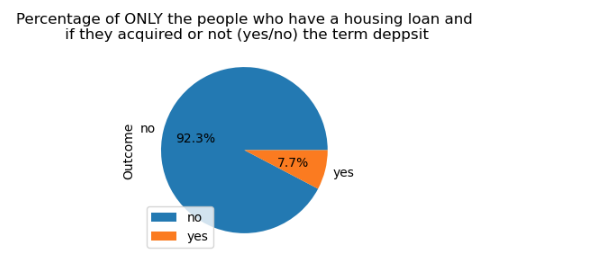 Percentage of ONLY the people who have a housing loan and
if they acquired or not (yes/no) the term deppsit
no
92.3%
Outcome
7.7%
yes
no
yes